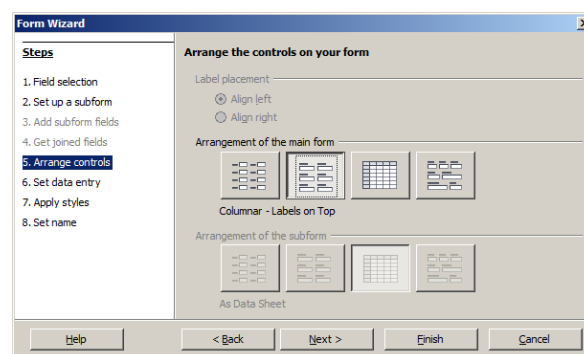 Form Wizard
Steps
1. Field selection
2. Set up a subform
3. Add subform fields
4. Get joined fields
5. Arrange controls
6. Set data entry
7. Apply styles
8. Set name
Arrange the controls on your form
Label placement
Align left
Align right
Arrangement of the main form
Columnar - Labels on Top
Arrangement of the subform
As Data Sheet
Help
< Back
Next >
Finish
Cancel